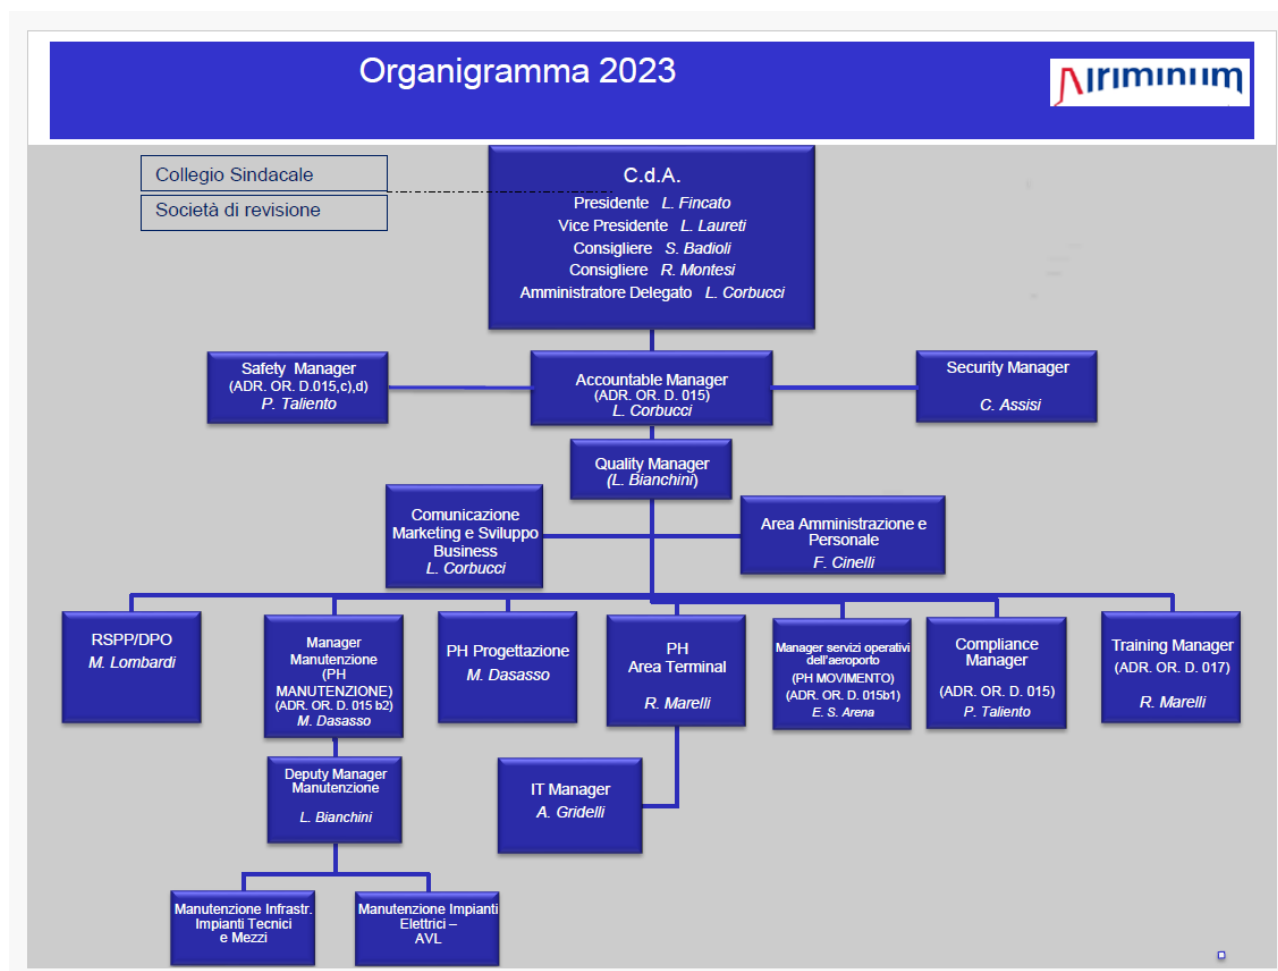 Organigramma 2023
Airiminum
Collegio Sindacale
Società di revisione
C.d.A.
Presidente L. Fincato
Vice Presidente L. Laureti
Consigliere S. Badioli
Consigliere R. Montesi
Amministratore Delegato L. Corbucci
Safety Manager
(ADR. OR. D.015,c),d)
P. Taliento
Accountable Manager
(ADR. OR. D. 015)
L. Corbucci
Security Manager
C. Assisi
Quality Manager
(L. Bianchini)
Comunicazione
Marketing e Sviluppo
Business
L. Corbucci
Area Amministrazione e
Personale
F. Cinelli
RSPP/DPO
M. Lombardi
Manager
Manutenzione
(PH
MANUTENZIONE)
(ADR. OR. D. 015 b2)
M. Dasasso
PH Progettazione
M. Dasasso
PH
Area Terminal
R. Marelli
Manager servizi operativi
dell'aeroporto
(PH MOVIMENTO)
(ADR. OR. D. 015b1)
E. S. Arena
Compliance
Manager
(ADR. OR. D. 015)
P. Taliento
Training Manager
(ADR. OR. D. 017)
R. Marelli
Deputy Manager
Manutenzione
L. Bianchini
IT Manager
A. Gridelli
Manutenzione Infrastr.
Impianti Tecnici
e Mezzi
Manutenzione Impianti
Elettrici –
AVL